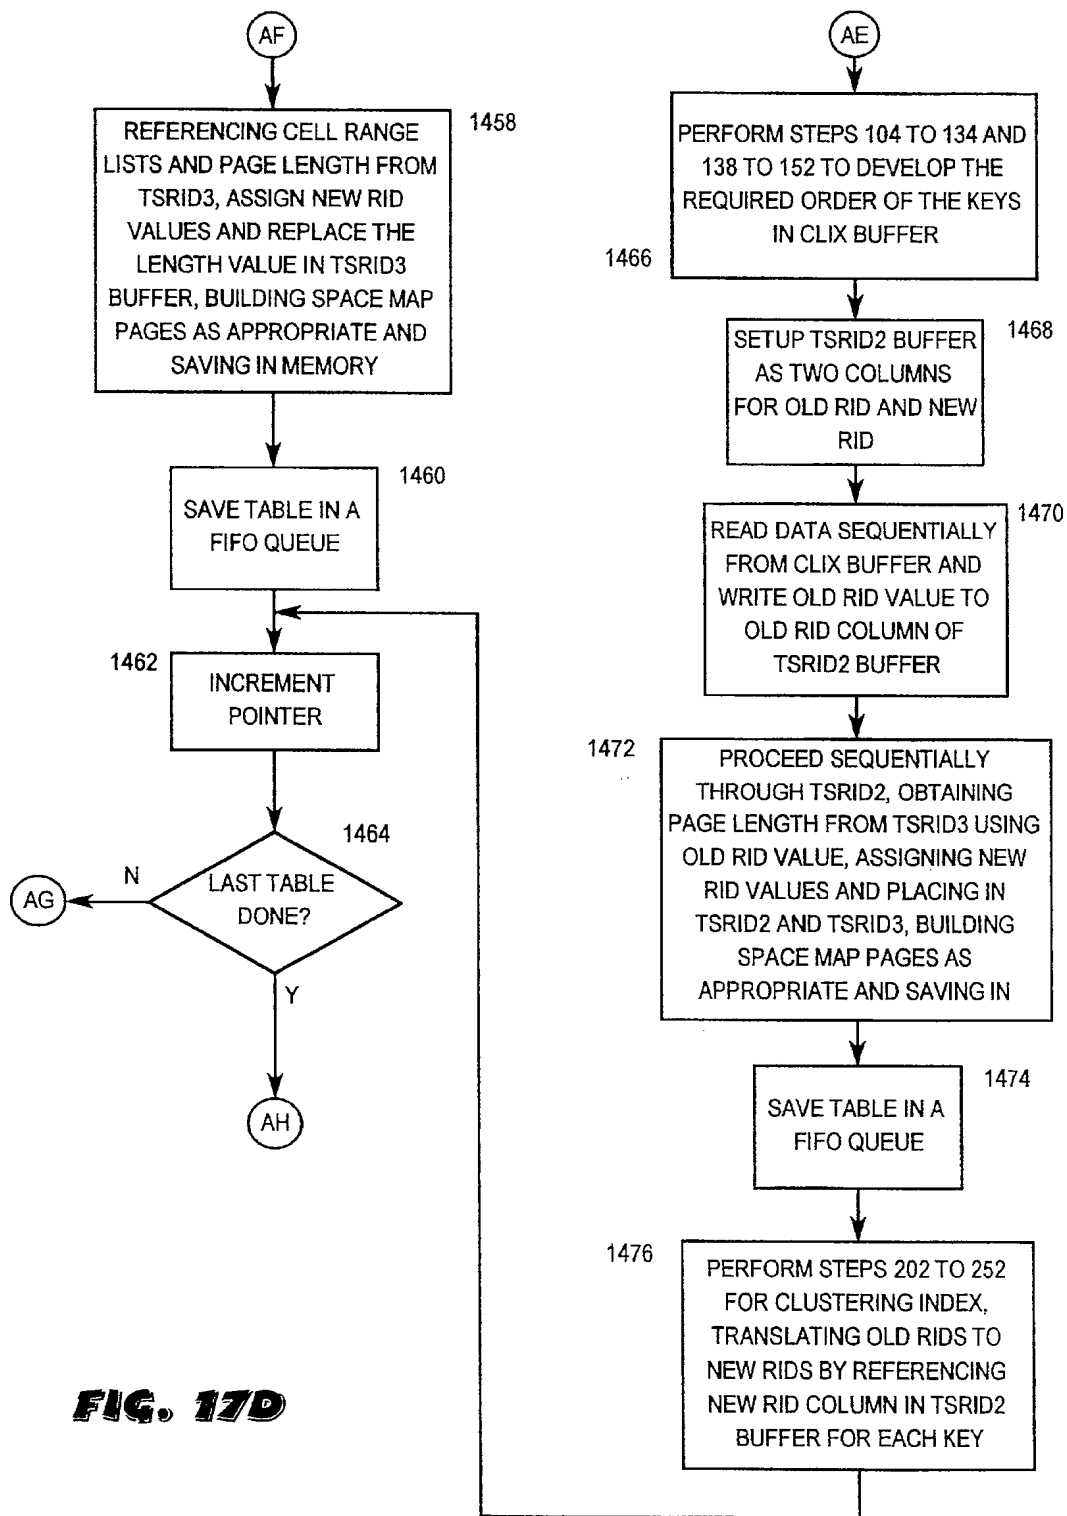 AF
1458
REFERENCING CELL RANGE
LISTS AND PAGE LENGTH FROM
TSRID3, ASSIGN NEW RID
VALUES AND REPLACE THE
LENGTH VALUE IN TSRID3
BUFFER, BUILDING SPACE MAP
PAGES AS APPROPRIATE AND
SAVING IN MEMORY
1460
SAVE TABLE IN A
FIFO QUEUE
1462
INCREMENT
POINTER
1464
LAST TABLE
DONE?
N
AG
Y
AH
AE
PERFORM STEPS 104 TO 134 AND
138 TO 152 TO DEVELOP THE
REQUIRED ORDER OF THE KEYS
IN CLIX BUFFER
1466
1468
SETUP TSRID2 BUFFER
AS TWO COLUMNS
FOR OLD RID AND NEW
RID
1470
READ DATA SEQUENTIALLY
FROM CLIX BUFFER AND
WRITE OLD RID VALUE TO
OLD RID COLUMN OF
TSRID2 BUFFER
1472
PROCEED SEQUENTIALLY
THROUGH TSRID2, OBTAINING
PAGE LENGTH FROM TSRID3 USING
OLD RID VALUE, ASSIGNING NEW
RID VALUES AND PLACING IN
TSRID2 AND TSRID3, BUILDING
SPACE MAP PAGES AS
APPROPRIATE AND SAVING IN
1474
SAVE TABLE IN A
FIFO QUEUE
1476
PERFORM STEPS 202 TO 252
FOR CLUSTERING INDEX,
TRANSLATING OLD RIDS TO
NEW RIDS BY REFERENCING
NEW RID COLUMN IN TSRID2
BUFFER FOR EACH KEY
FIG. 17D